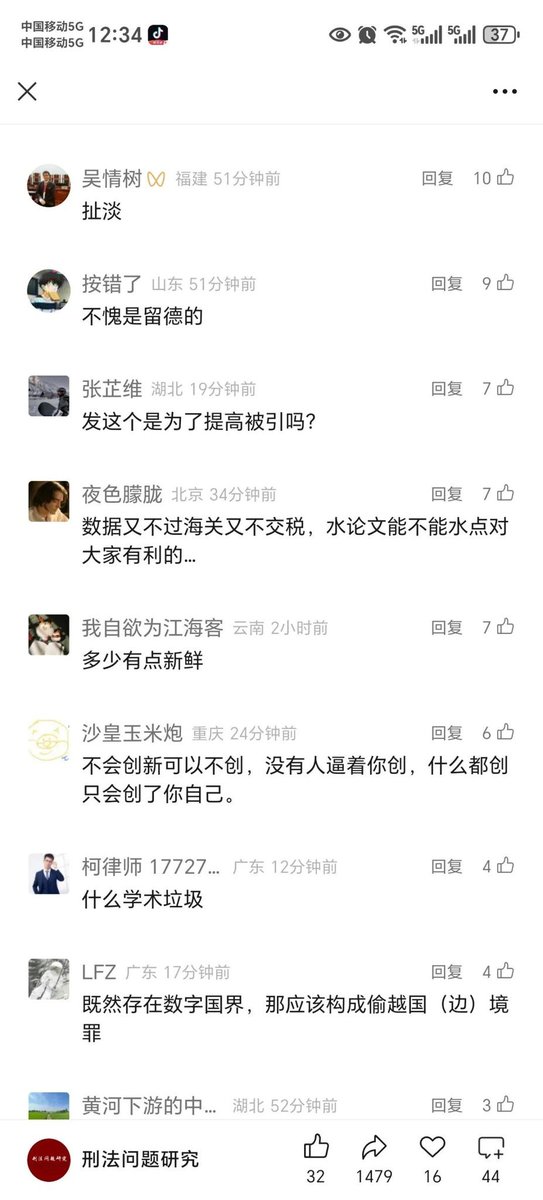 中国移动5G
中国移动5G
12:34
5G
5G
37
吴情树 福建 51分钟前 回复 10
扯淡
按错了 山东 51分钟前 回复 9
不愧是留德的
张芷维 湖北 19分钟前 回复 7
发这个是为了提高被引吗?
夜色朦胧 北京 34分钟前 回复 7
数据又不过海关又不交税，水论文能不能水点对
大家有利的...
我自欲为江海客 云南 2小时前 回复 7
多少有点新鲜
沙皇玉米炮 重庆 24分钟前 回复 6
不会创新可以不创，没有人逼着你创，什么都创
只会创了你自己。
柯律师 17727... 广东 12分钟前 回复 4
什么学术垃圾
LFZ 广东 17分钟前 回复 4
既然存在数字国界，那应该构成偷越国（边）境
罪
黄河下游的中... 湖北 52分钟前 回复 3
刑法问题研究
刑法问题研究
32 1479 16 44